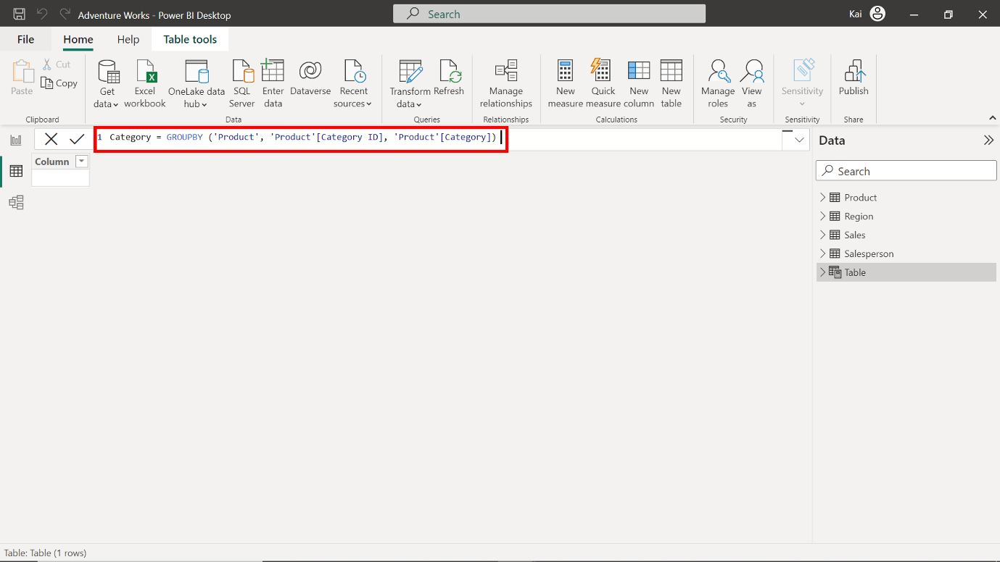 Adventure Works - Power BI Desktop
Search
Kai
File
Home
Help
Table tools
Paste
Cut
Copy
Clipboard
Get data
Excel workbook
OneLake data hub
SQL Server
Enter data
Dataverse
Recent sources
Data
Transform data
Refresh
Queries
Manage relationships
Relationships
New measure
Quick measure
New column
New table
Calculations
Manage roles
View as
Security
Sensitivity
Sensitivity
Publish
Share
1 Category = GROUPBY ('Product', 'Product'[Category ID], 'Product'[Category])
Column
Data
Search
Product
Region
Sales
Salesperson
Table
Table: Table (1 rows)